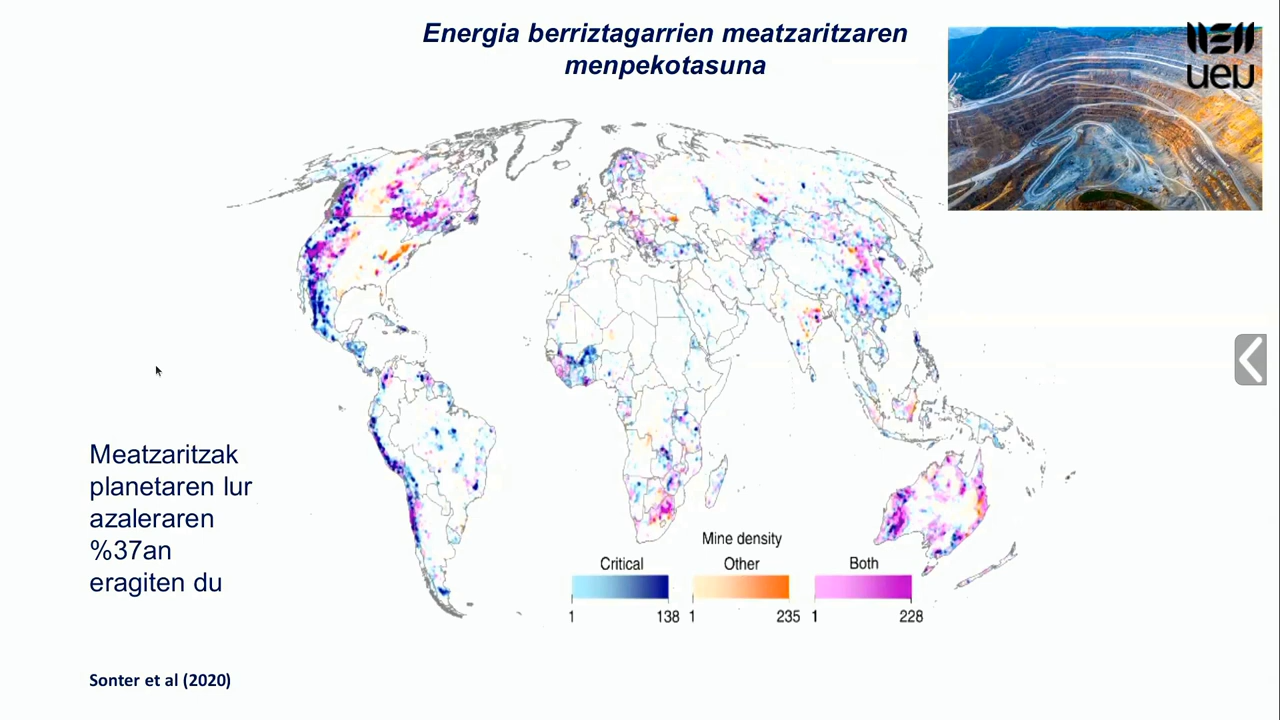 Energia berriztagarrien meatzaritzaren
menpekotasuna
ueu
Meatzaritzak
planetaren lur
azaleraren
%37an
eragiten du
Mine density
Critical
Other
Both
1
138
1
235
1
228
Sonter et al (2020)